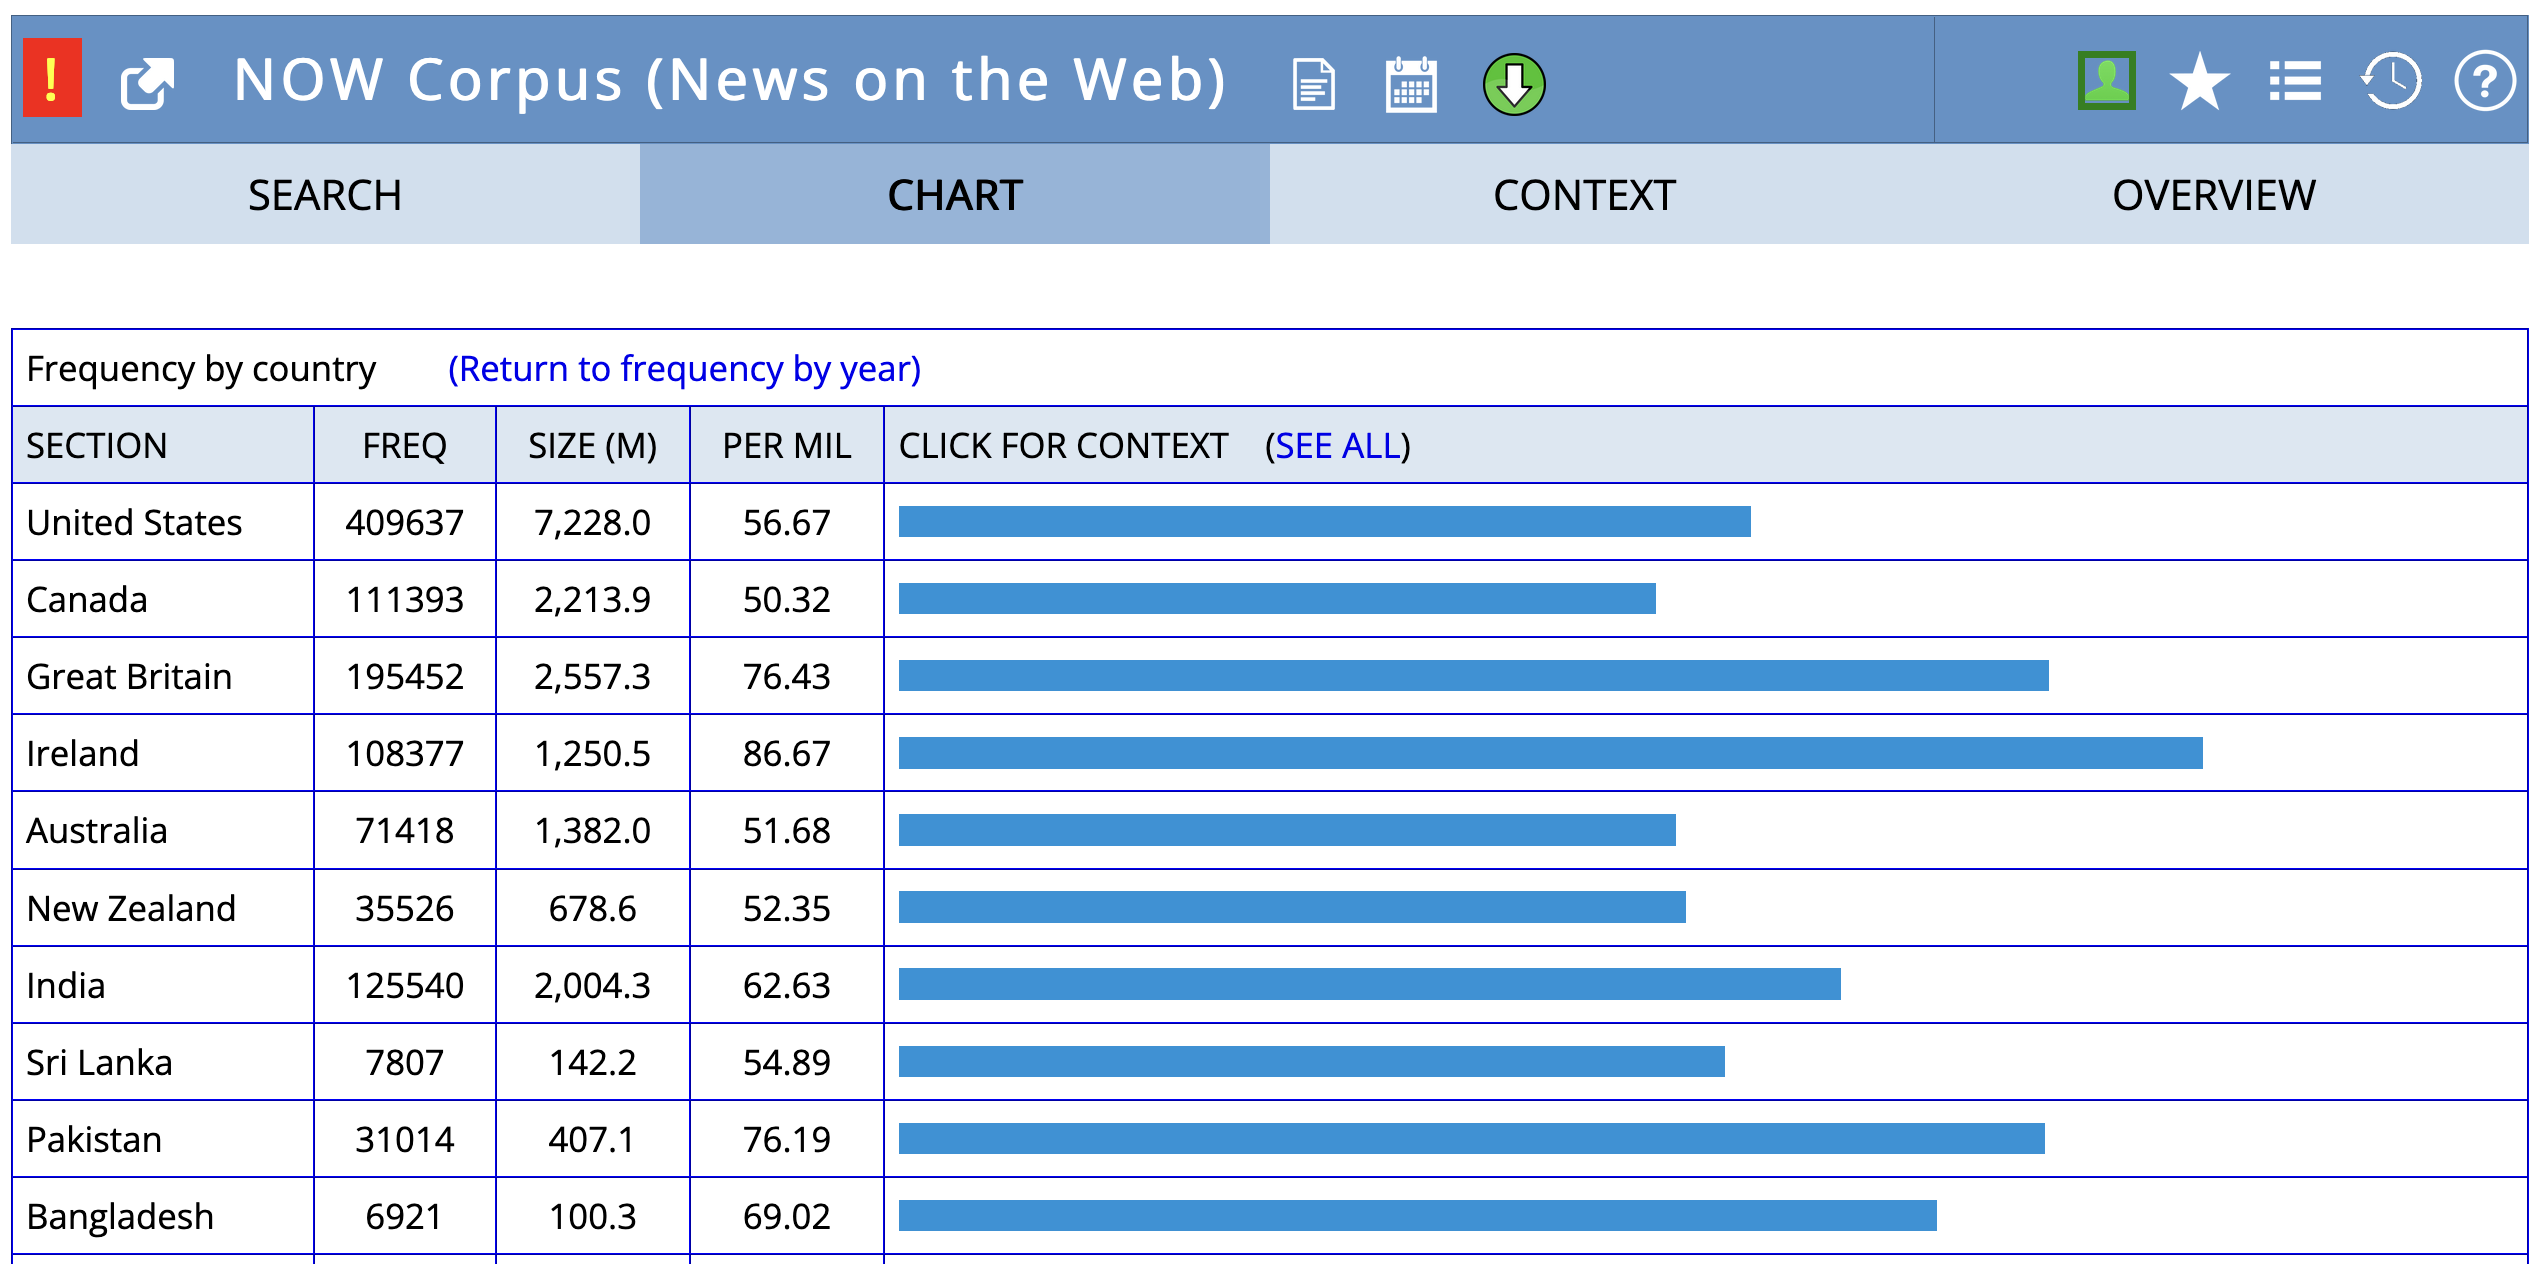 ! NOW Corpus (News on the Web) ?
SEARCH CHART CONTEXT OVERVIEW
Frequency by country (Return to frequency by year)
SECTION FREQ SIZE (M) PER MIL CLICK FOR CONTEXT (SEE ALL)
United States 409637 7,228.0 56.67
Canada 111393 2,213.9 50.32
Great Britain 195452 2,557.3 76.43
Ireland 108377 1,250.5 86.67
Australia 71418 1,382.0 51.68
New Zealand 35526 678.6 52.35
India 125540 2,004.3 62.63
Sri Lanka 7807 142.2 54.89
Pakistan 31014 407.1 76.19
Bangladesh 6921 100.3 69.02